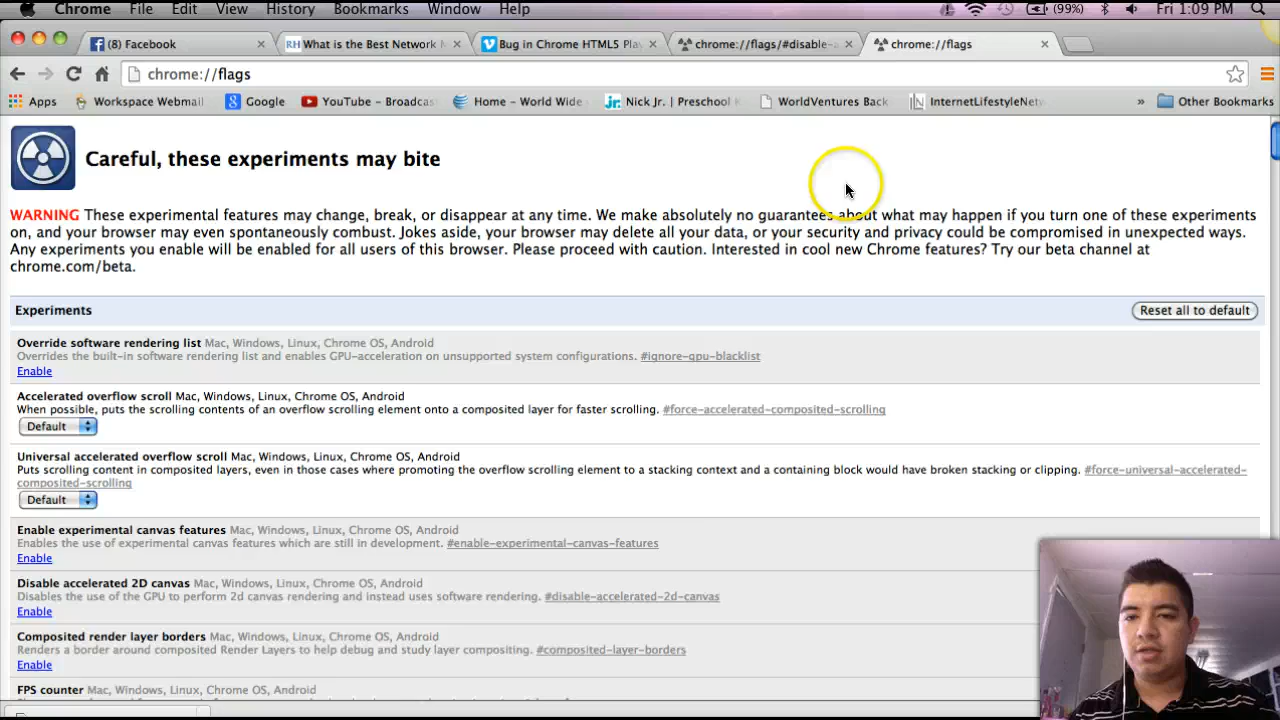 Chrome File Edit View History Bookmarks Window Help (99%) Fri 1:09 PM
(8) Facebook × RH What is the Best Network × Bug in Chrome HTML5 Play × chrome://flags/#disable- × chrome://flags ×
chrome://flags
Apps Workspace Webmail Google YouTube - Broadcas Home - World Wide jr. Nick Jr. | Preschool WorldVentures Back LN InternetLifestyleNet » Other Bookmarks
Careful, these experiments may bite
WARNING These experimental features may change, break, or disappear at any time. We make absolutely no guarantees about what may happen if you turn one of these experiments
on, and your browser may even spontaneously combust. Jokes aside, your browser may delete all your data, or your security and privacy could be compromised in unexpected ways.
Any experiments you enable will be enabled for all users of this browser. Please proceed with caution. Interested in cool new Chrome features? Try our beta channel at
chrome.com/beta.
Experiments Reset all to default
Override software rendering list Mac, Windows, Linux, Chrome OS, Android
Overrides the built-in software rendering list and enables GPU-acceleration on unsupported system configurations. #ignore-gpu-blacklist
Enable
Accelerated overflow scroll Mac, Windows, Linux, Chrome OS, Android
When possible, puts the scrolling contents of an overflow scrolling element onto a composited layer for faster scrolling. #force-accelerated-composited-scrolling
Default
Universal accelerated overflow scroll Mac, Windows, Linux, Chrome OS, Android
Puts scrolling content in composited layers, even in those cases where promoting the overflow scrolling element to a stacking context and a containing block would have broken stacking or clipping. #force-universal-accelerated-
composited-scrolling
Default
Enable experimental canvas features Mac, Windows, Linux, Chrome OS, Android
Enables the use of experimental canvas features which are still in development. #enable-experimental-canvas-features
Enable
Disable accelerated 2D canvas Mac, Windows, Linux, Chrome OS, Android
Disables the use of the GPU to perform 2d canvas rendering and instead uses software rendering. #disable-accelerated-2d-canvas
Enable
Composited render layer borders Mac, Windows, Linux, Chrome OS, Android
Renders a border around composited Render Layers to help debug and study layer compositing. #composited-layer-borders
Enable
FPS counter Mac, Windows, Linux, Chrome OS, Android